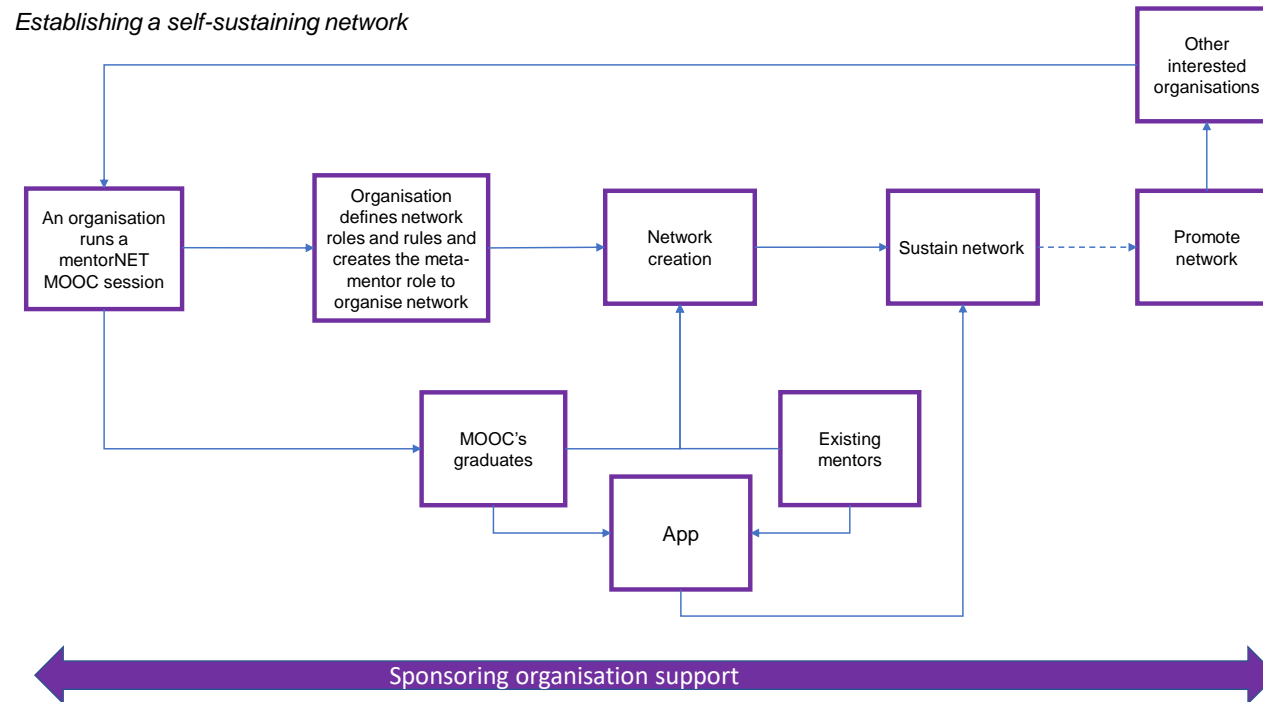 Establishing a self-sustaining network
Other
interested
organisations
An organisation
runs a
mentorNET
MOOC session
Organisation
defines network
roles and rules and
creates the meta-
mentor role to
organise network
Network
creation
Sustain network
Promote
network
MOOC’s
graduates
Existing
mentors
App
Sponsoring organisation support